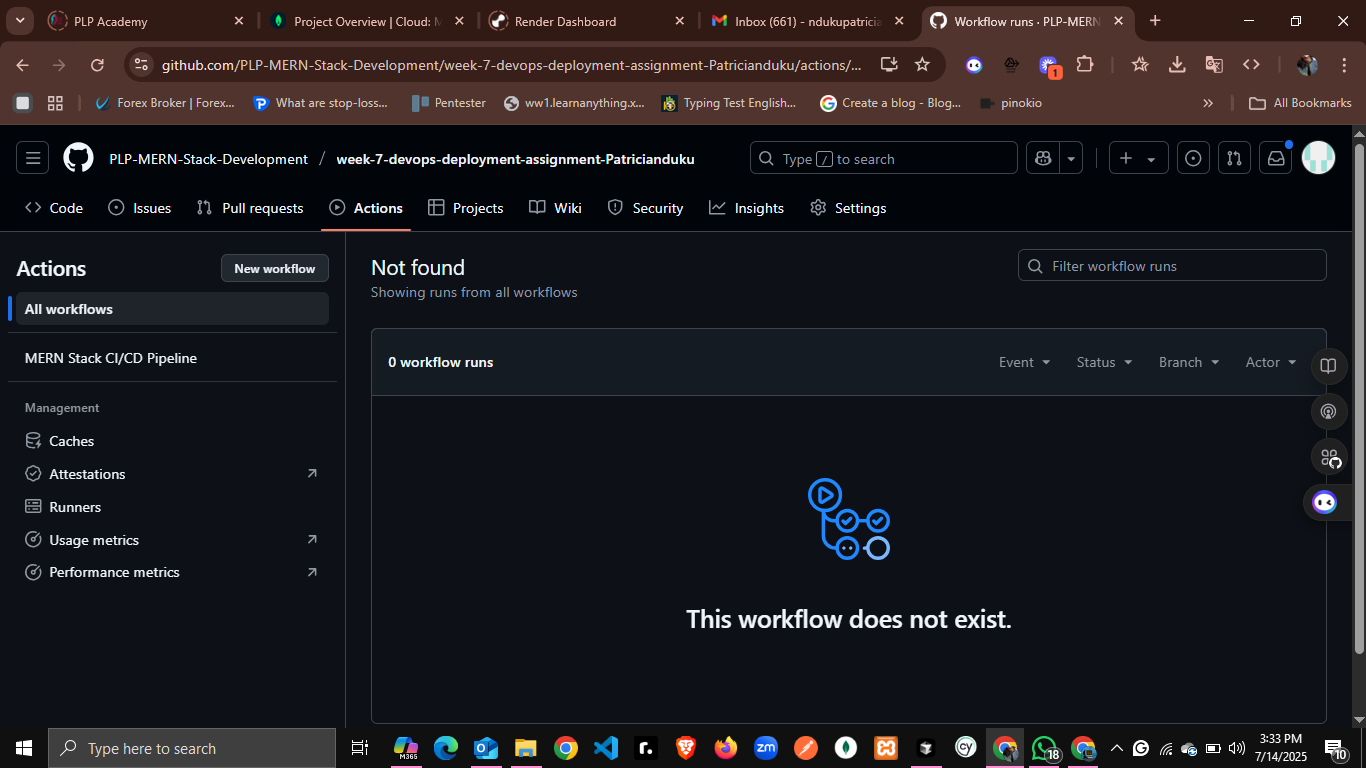 PLP Academy
Project Overview | Cloud: M
Render Dashboard
Inbox (661) - ndukupatricia
Workflow runs · PLP-MERN
github.com/PLP-MERN-Stack-Development/week-7-devops-deployment-assignment-Patricianduku/actions/...
1
Forex Broker | Forex...
What are stop-loss...
Pentester
ww1.learnanything.x...
Typing Test English...
Create a blog - Blog...
pinokio
»
All Bookmarks
PLP-MERN-Stack-Development / week-7-devops-deployment-assignment-Patricianduku
Type / to search
Code
Issues
Pull requests
Actions
Projects
Wiki
Security
Insights
Settings
Actions
New workflow
All workflows
MERN Stack CI/CD Pipeline
Management
Caches
Attestations
Runners
Usage metrics
Performance metrics
Not found
Showing runs from all workflows
Filter workflow runs
0 workflow runs
Event
Status
Branch
Actor
This workflow does not exist.
Type here to search
M365
r.
zm
cy
18
3:33 PM
7/14/2025
10